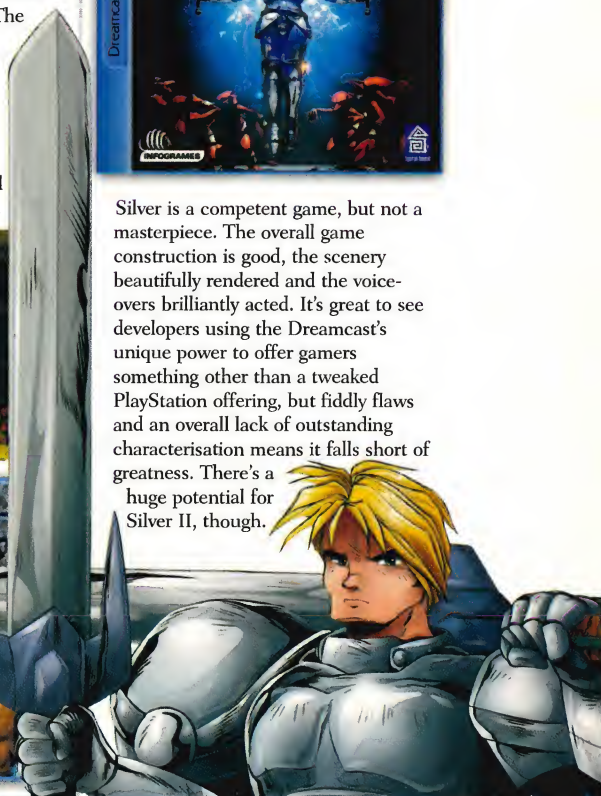 The
Dreamca
INFOGRAMES
Silver is a competent game, but not a
masterpiece. The overall game
construction is good, the scenery
beautifully rendered and the voice-
overs brilliantly acted. It's great to see
developers using the Dreamcast's
unique power to offer gamers
something other than a tweaked
PlayStation offering, but fiddly flaws
and an overall lack of outstanding
characterisation means it falls short of
greatness. There's a
huge potential for
Silver II, though.